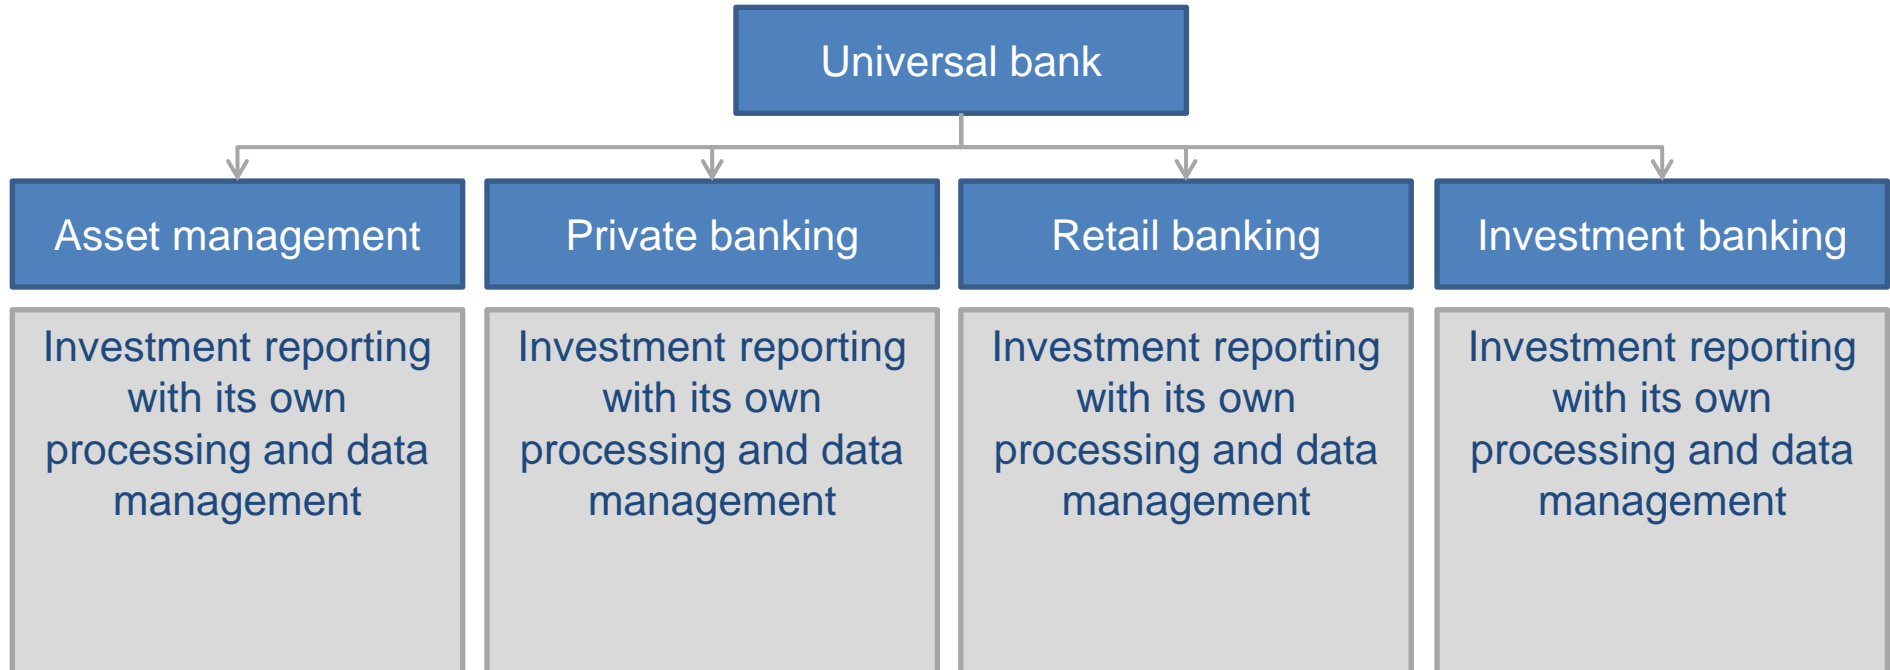 Universal bank
Asset management
Private banking
Retail banking
Investment banking
Investment reporting
with its own
processing and data
management
Investment reporting
with its own
processing and data
management
Investment reporting
with its own
processing and data
management
Investment reporting
with its own
processing and data
management